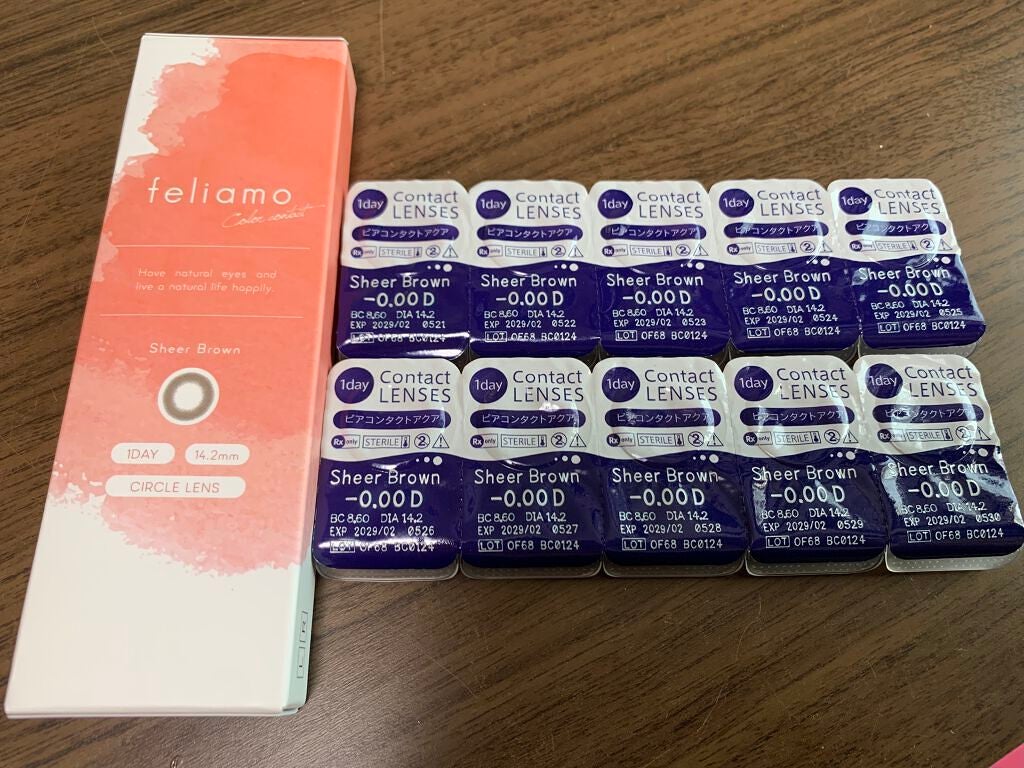 feliamo
Color contact
Have natural eyes and
live a natural life happily.
Sheer Brown
1DAY
14.2mm
CIRCLE LENS
L
R
1day Contact LENSES
ピアコンタクトアクア
Rx only STERILE 2
Sheer Brown
-0.00 D
BC 8.60 DIA 14.2
EXP 2029/02 0521
LOT OF68 BC0124
1day Contact LENSES
ピアコンタクトアクア
Rx only STERILE 2
Sheer Brown
-0.00 D
BC 8.60 DIA 14.2
EXP 2029/02 0522
LOT OF68 BC0124
1day Contact LENSES
ピアコンタクトアクア
Rx only STERILE 2
Sheer Brown
-0.00 D
BC 8.60 DIA 14.2
EXP 2029/02 0523
LOT OF68 BC0124
1day Contact LENSES
ピアコンタクトアクア
Rx only STERILE 2
Sheer Brown
-0.00 D
BC 8.60 DIA 14.2
EXP 2029/02 0524
LOT OF68 BC0124
1day Contact LENSES
ピアコンタクトアクア
Rx only STERILE 2
Sheer Brown
-0.00 D
BC 8.60 DIA 14.2
EXP 2029/02 0525
LOT OF68 BC0124
1day Contact LENSES
ピアコンタクトアクア
Rx only STERILE 2
Sheer Brown
-0.00 D
BC 8.60 DIA 14.2
EXP 2029/02 0526
LOT OF68 BC0124
1day Contact LENSES
ピアコンタクトアクア
Rx only STERILE 2
Sheer Brown
-0.00 D
BC 8.60 DIA 14.2
EXP 2029/02 0527
LOT OF68 BC0124
1day Contact LENSES
ピアコンタクトアクア
Rx only STERILE 2
Sheer Brown
-0.00 D
BC 8.60 DIA 14.2
EXP 2029/02 0528
LOT OF68 BC0124
1day Contact LENSES
ピアコンタクトアクア
Rx only STERILE 2
Sheer Brown
-0.00 D
BC 8.60 DIA 14.2
EXP 2029/02 0529
LOT OF68 BC0124
1day Contact LENSES
ピアコンタクトアクア
Rx only STERILE 2
Sheer Brown
-0.00 D
BC 8.60 DIA 14.2
EXP 2029/02 0530
LOT OF68 BC0124